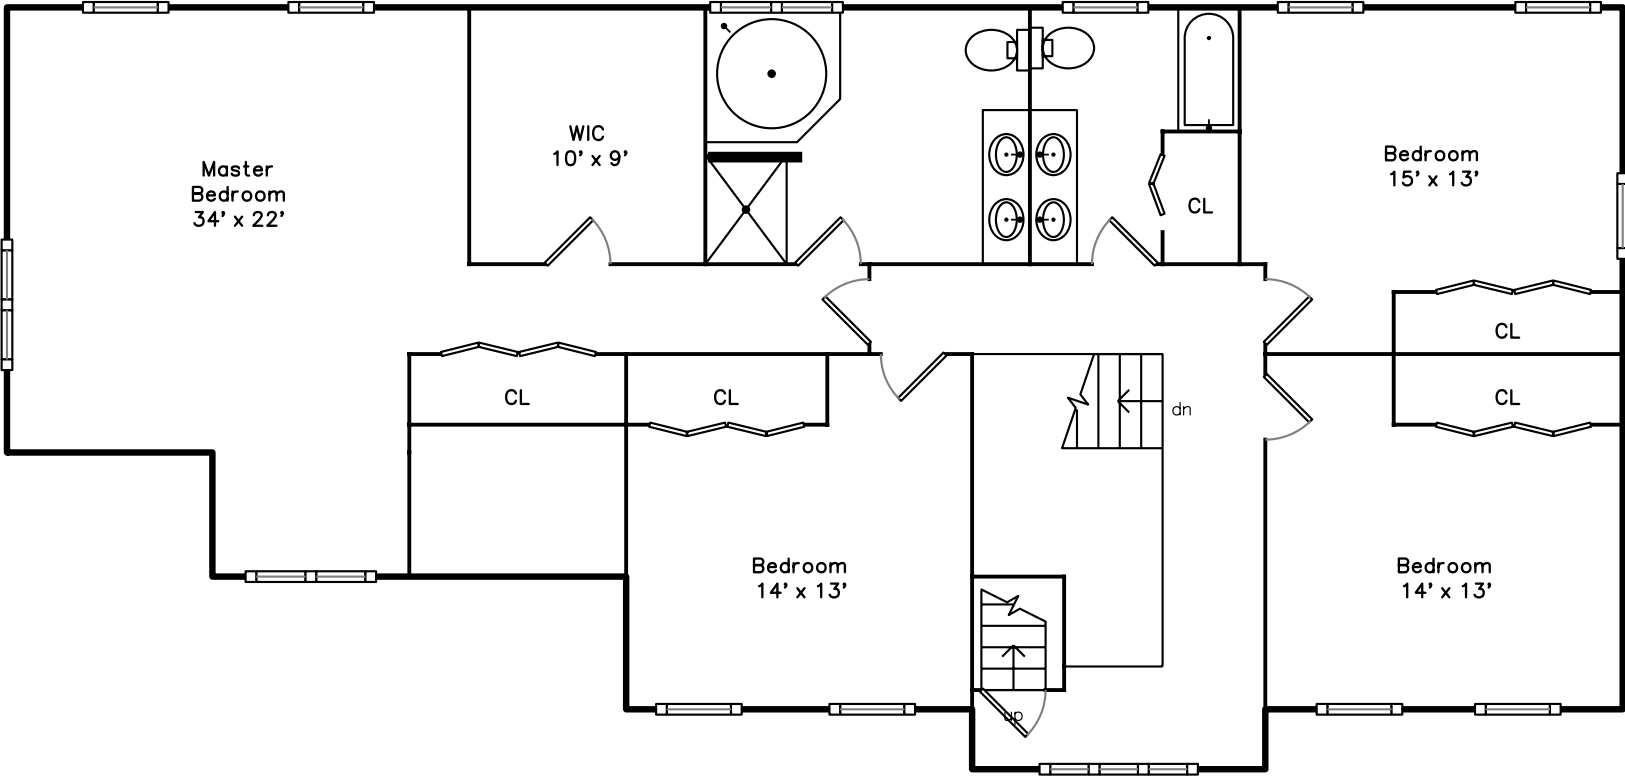 WIC
10' x 9'
Master
Bedroom
34' x 22'
Bedroom
15' x 13'
CL
CL
CL
CL
CL
dn
Bedroom
14' x 13'
Bedroom
14' x 13'
up